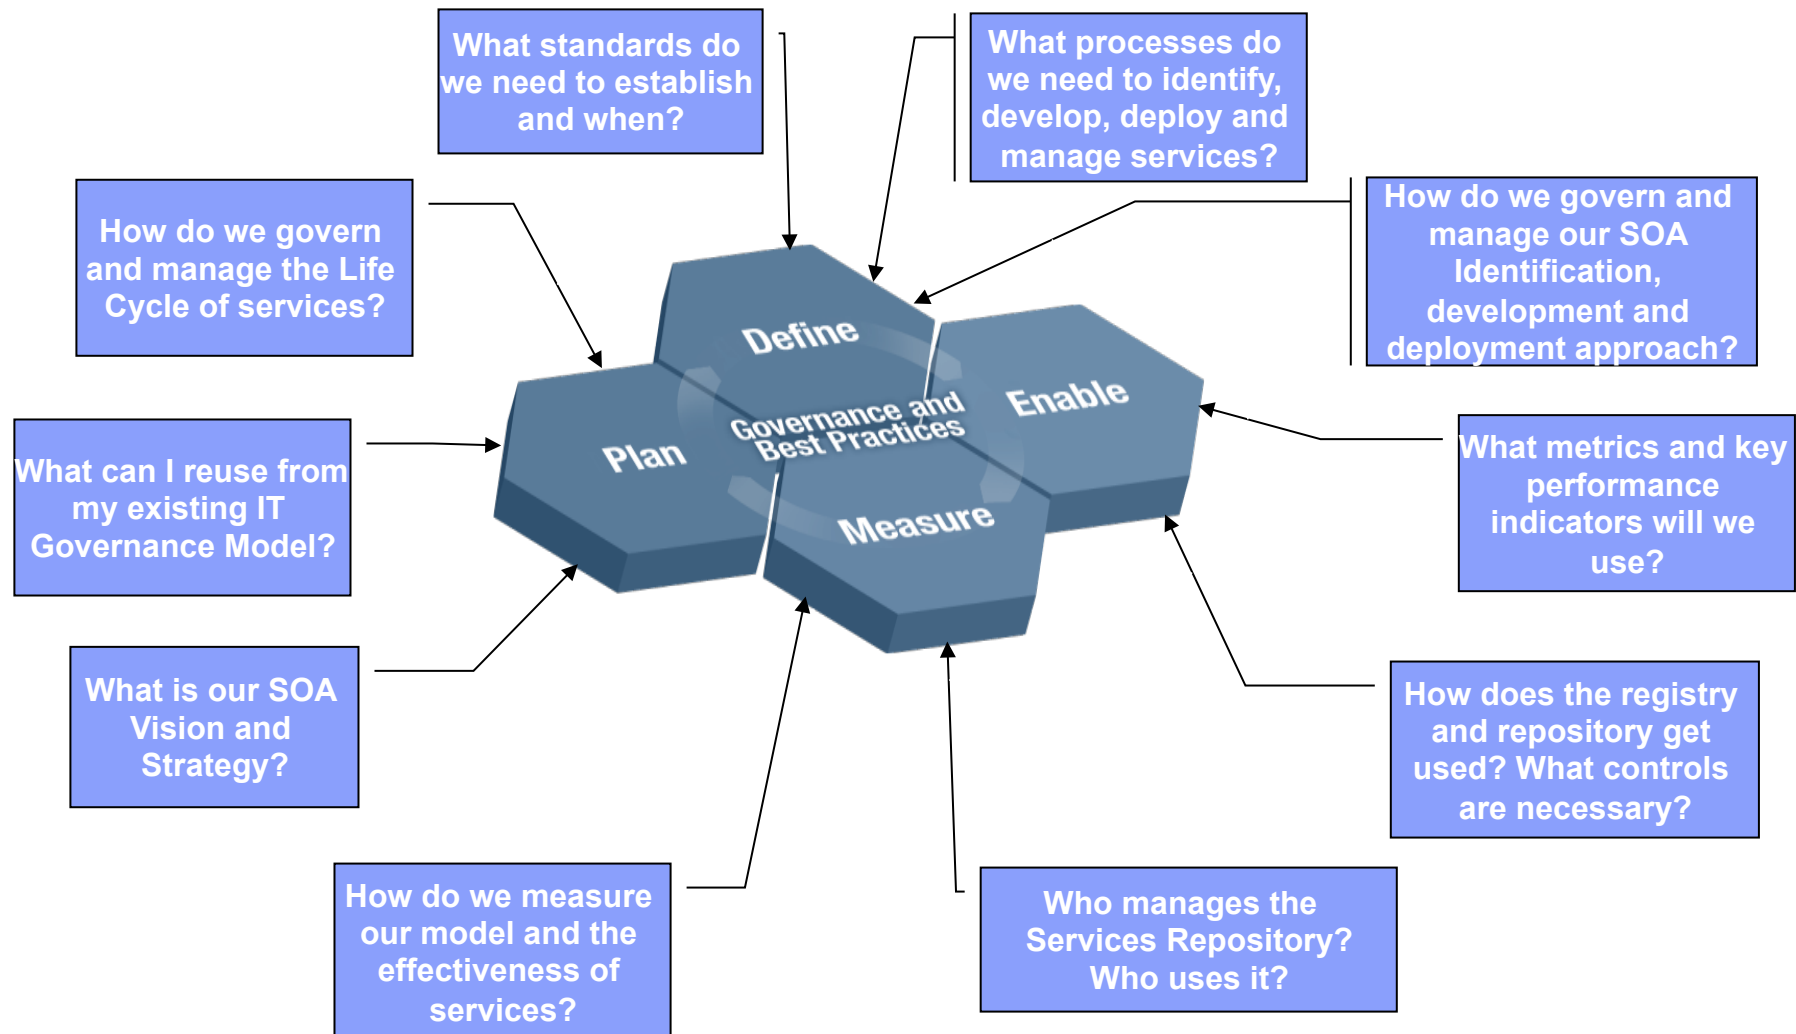 What standards do
we need to establish
and when?
What processes do
we need to identify,
develop, deploy and
manage services?
How do we govern
and manage the Life
Cycle of services?
How do we govern and
manage our SOA
Identification,
development and
deployment approach?
Define
Enable
Governance and
Best Practices
Plan
Measure
What can I reuse from
my existing IT
Governance Model?
What metrics and key
performance
indicators will we
use?
What is our SOA
Vision and
Strategy?
How does the registry
and repository get
used? What controls
are necessary?
How do we measure
our model and the
effectiveness of
services?
Who manages the
Services Repository?
Who uses it?